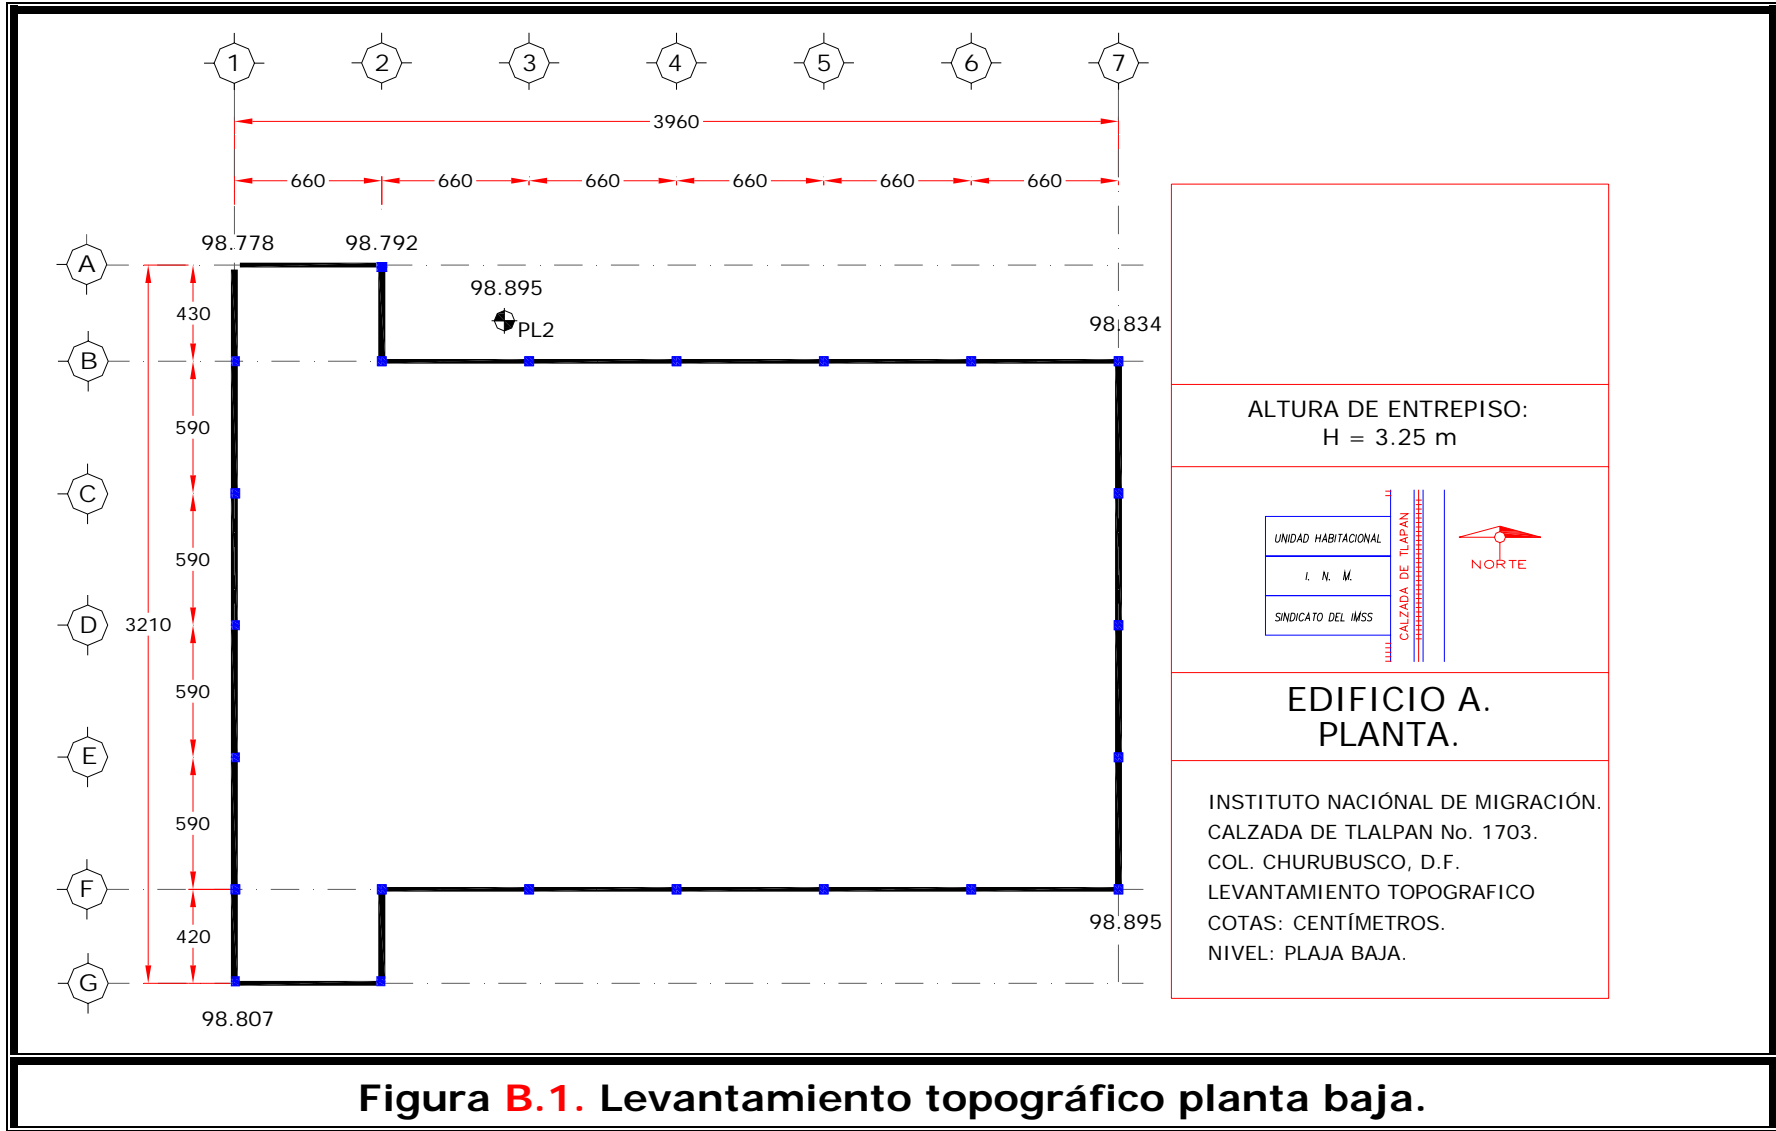 1 2 3 4 5 6 7
3960
660 660 660 660 660 660
98.778 98.792
A
98.895
430
PL2
98.834
B
ALTURA DE ENTREPISO:
H = 3.25 m
590
C
UNIDAD HABITACIONAL
I. N. M.
SINDICATO DEL IMSS
CALZADA DE TLAPAN
NORTE
590
D
3210
590
EDIFICIO A.
PLANTA.
E
590
INSTITUTO NACIÓNAL DE MIGRACIÓN.
CALZADA DE TLALPAN No. 1703.
COL. CHURUBUSCO, D.F.
LEVANTAMIENTO TOPOGRAFICO
COTAS: CENTÍMETROS.
NIVEL: PLAJA BAJA.
F
98.895
420
G
98.807
Figura B.1. Levantamiento topográfico planta baja.